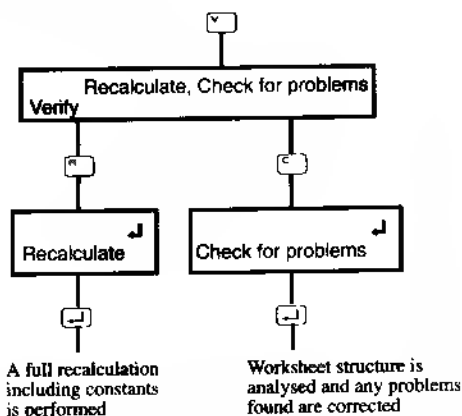 V
Recalculate, Check for problems
Verify
R
C
Recalculate ↵
Check for problems ↵
↵
↵
A full recalculation
including constants
is performed
Worksheet structure is
analysed and any problems
found are corrected